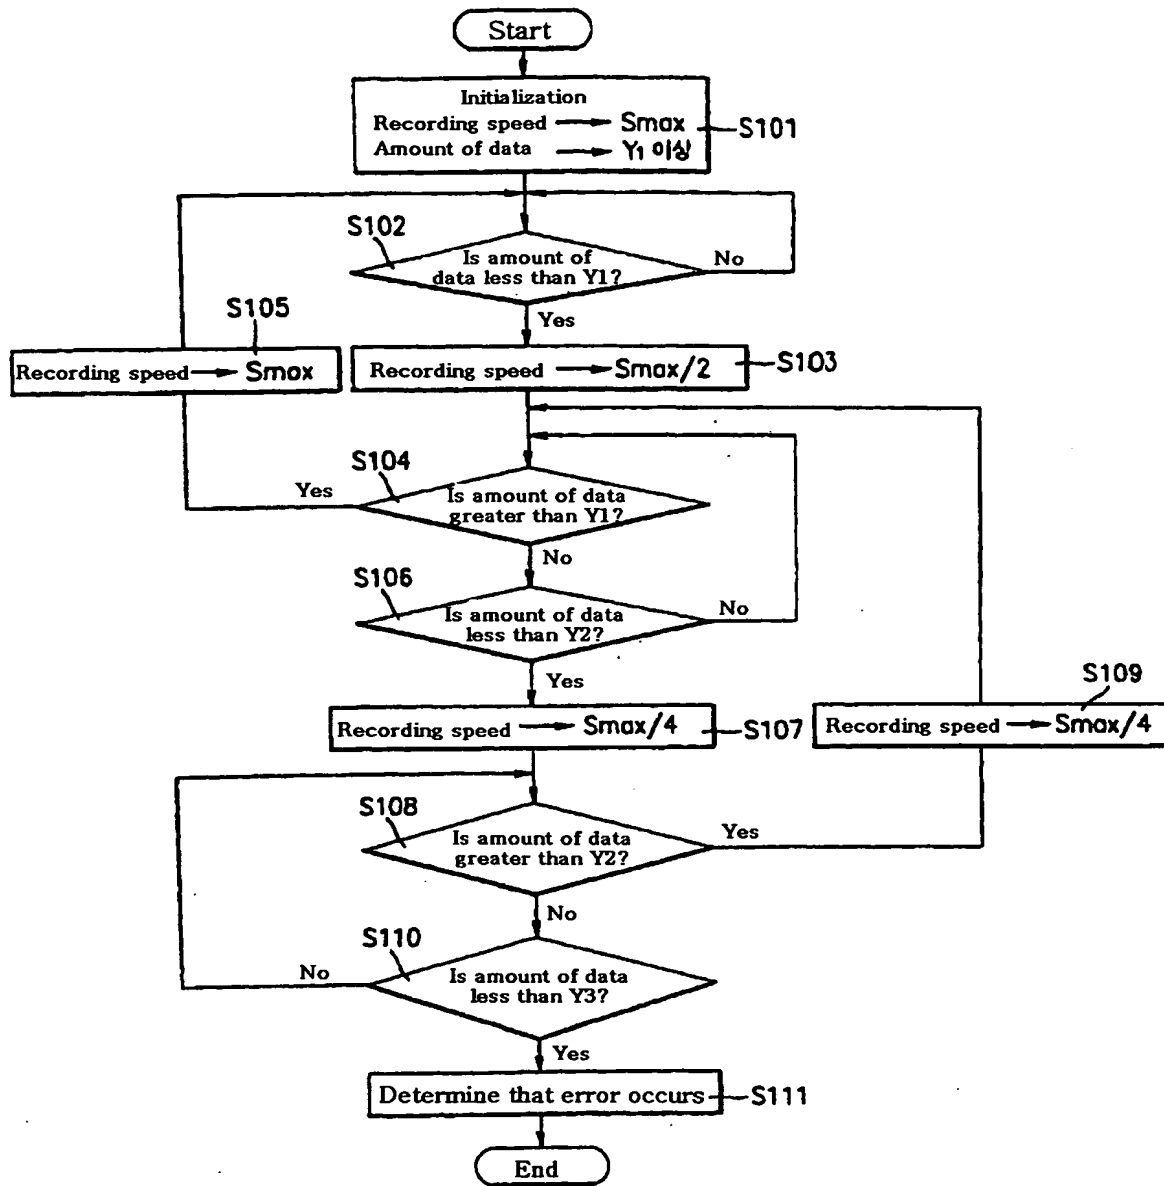 Start
Initialization
Recording speed → Smax
Amount of data → Y1 이상
S101
S102
Is amount of
data less than Y1?
No
Yes
S105
Recording speed → Smax
Recording speed → Smax/2
S103
S104
Is amount of data
greater than Y1?
Yes
No
S106
Is amount of data
less than Y2?
No
Yes
Recording speed → Smax/4
S107
S109
Recording speed → Smax/4
S108
Is amount of data
greater than Y2?
Yes
No
S110
Is amount of data
less than Y3?
No
Yes
Determine that error occurs
S111
End